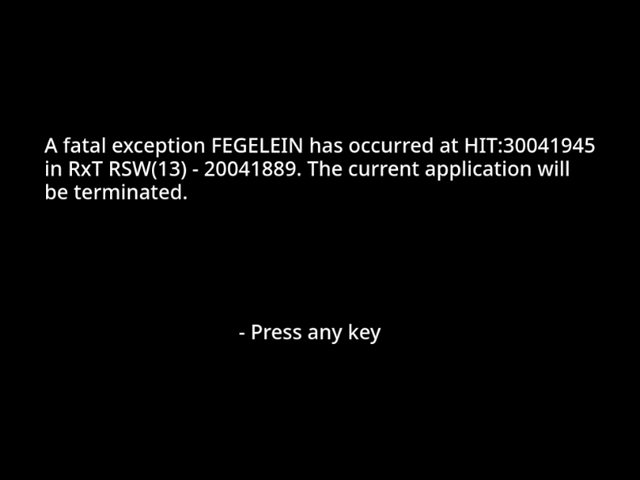 A fatal exception FEGELEIN has occurred at HIT:30041945
in RxT RSW(13) - 20041889. The current application will
be terminated.
- Press any key